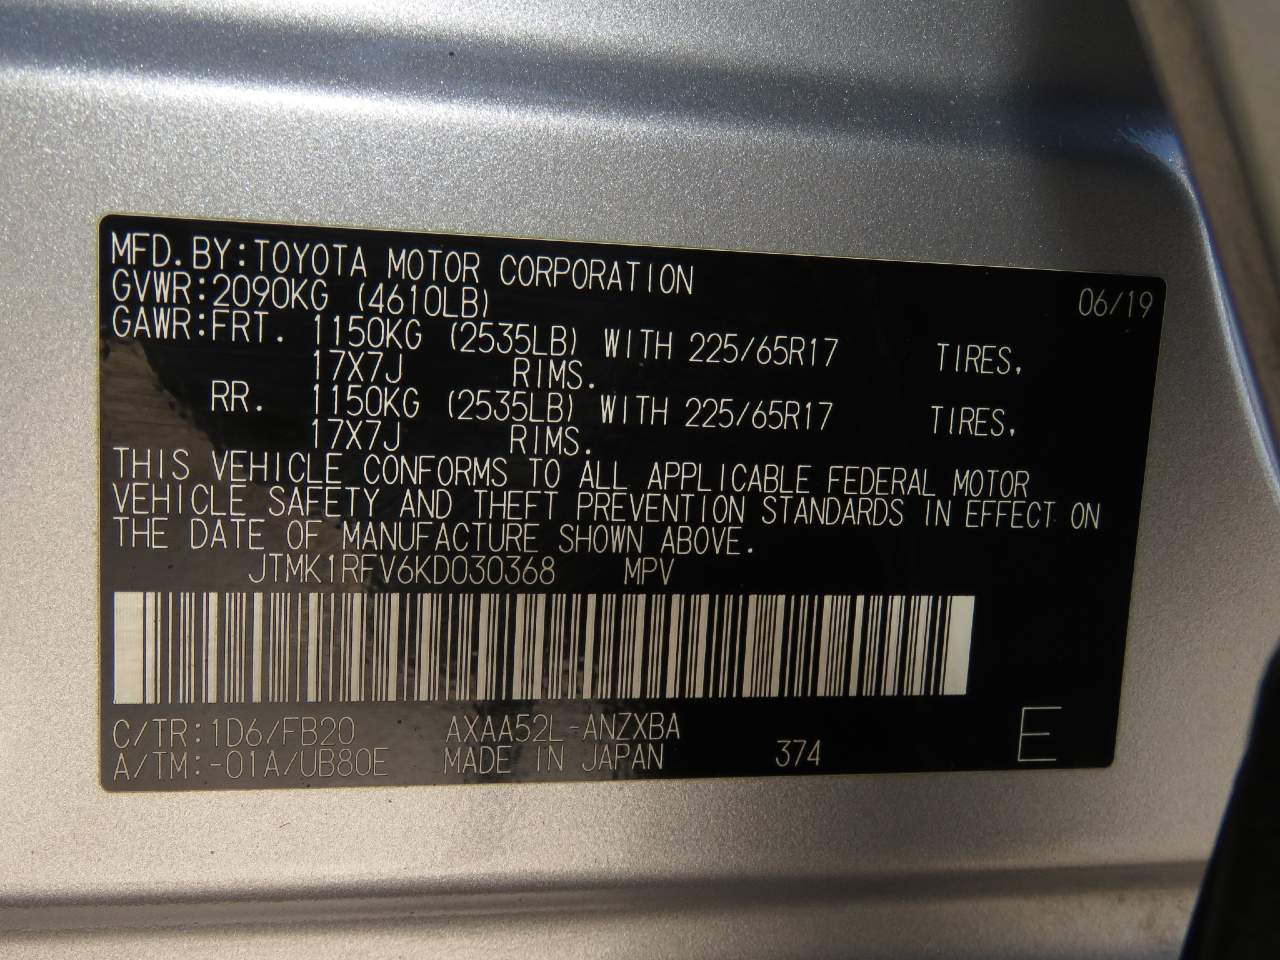 MFD.BY:TOYOTA MOTOR CORPORATION 06/19
GVWR:2090KG (4610LB)
GAWR:FRT. 1150KG (2535LB) WITH 225/65R17 TIRES,
17X7J RIMS.
RR. 1150KG (2535LB) WITH 225/65R17 TIRES,
17X7J RIMS.
THIS VEHICLE CONFORMS TO ALL APPLICABLE FEDERAL MOTOR
VEHICLE SAFETY AND THEFT PREVENTION STANDARDS IN EFFECT ON
THE DATE OF MANUFACTURE SHOWN ABOVE.
JTMK1RFV6KD030368 MPV
C/TR:1D6/FB20 AXAA52L-ANZXBA
A/TM:-01A/UB80E MADE IN JAPAN 374 E